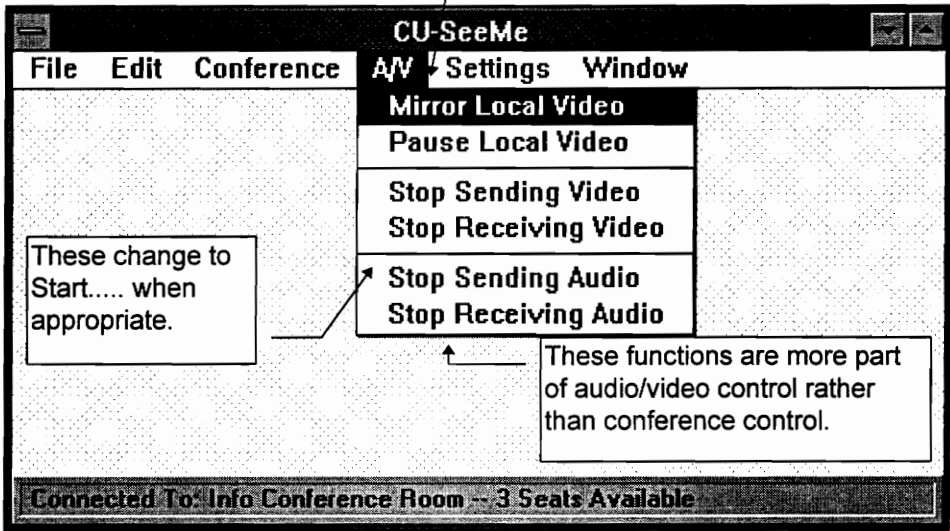 CU-SeeMe
File Edit Conference A/V Settings Window
Mirror Local Video
Pause Local Video
Stop Sending Video
Stop Receiving Video
Stop Sending Audio
Stop Receiving Audio
These change to
Start..... when
appropriate.
These functions are more part
of audio/video control rather
than conference control.
Connected To: Info Conference Room -- 3 Seats Available